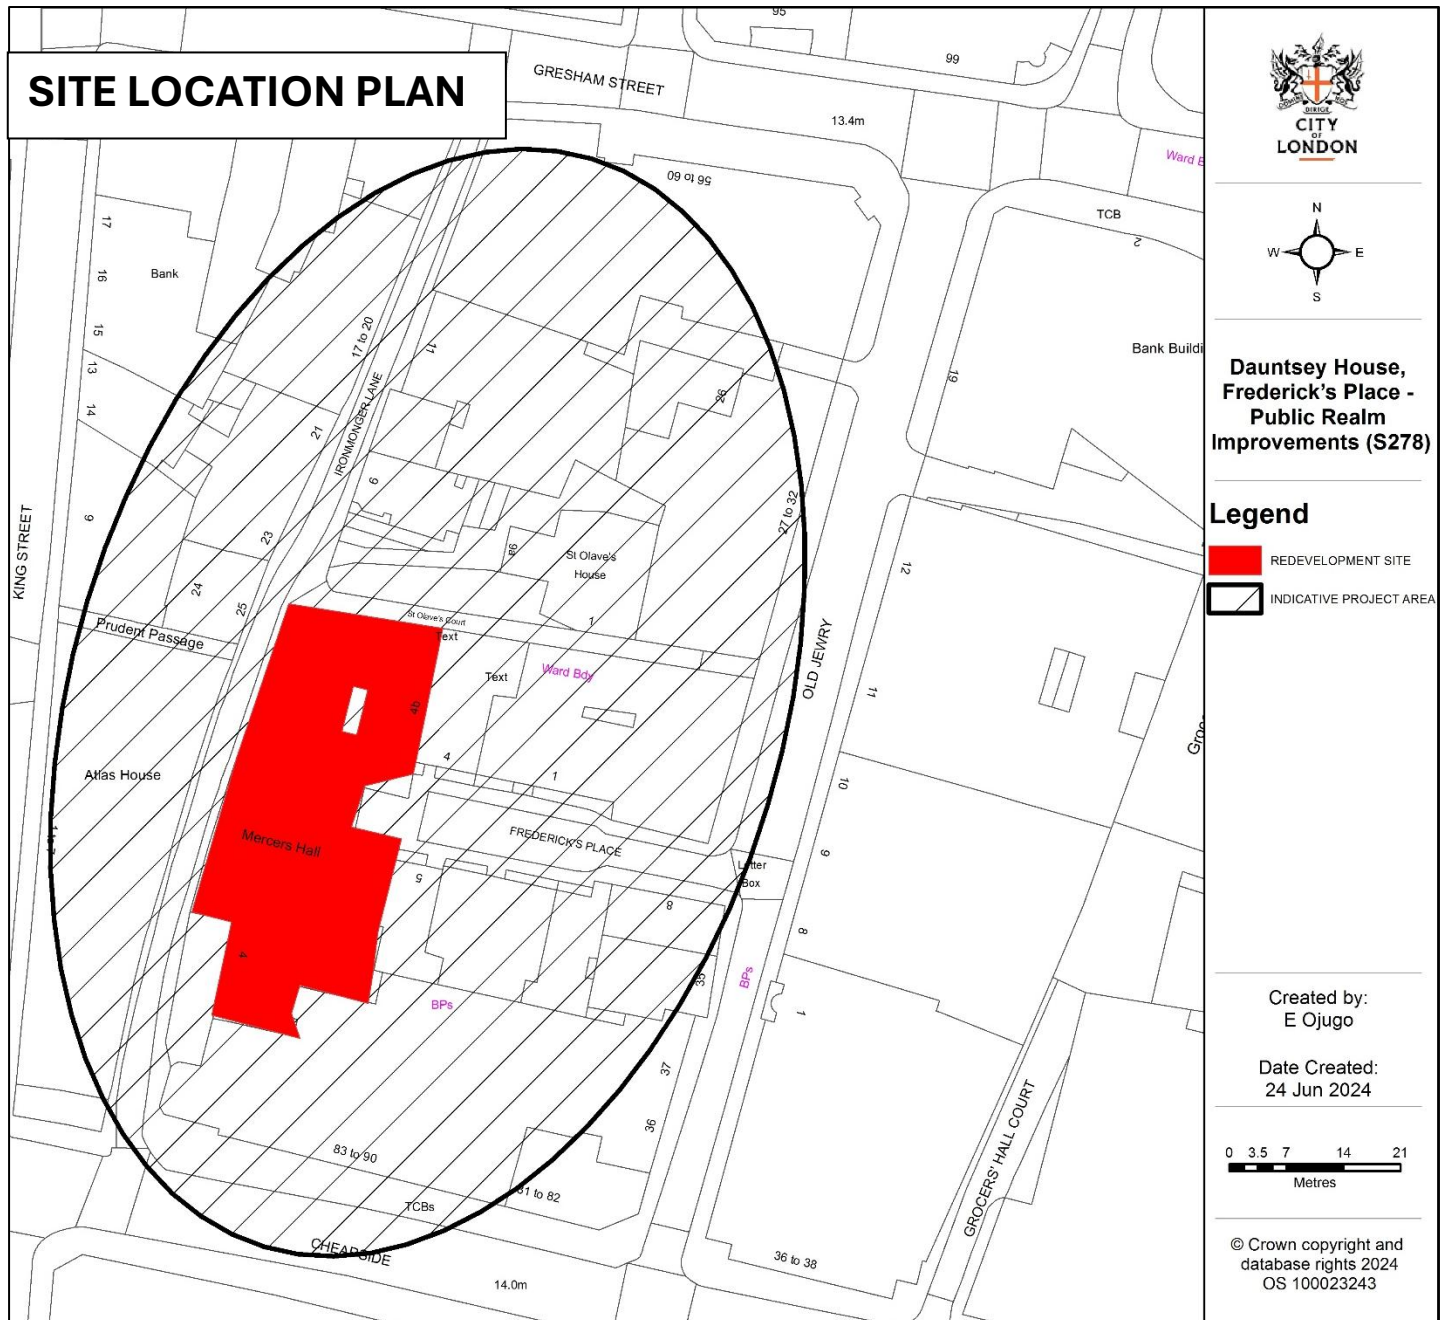 SITE LOCATION PLAN
95
99
GRESHAM STREET
13.4m
Ward B
56 to 60
TCB
2
17
16
Bank
15
13
14
17 to 20
11
IRONMONGER LANE
21
26
19
Bank Buildi
6
9
KING STREET
23
24
25
9a
St Olave's
House
27 to 32
12
Prudent Passage
St Olave's Court
1
Text
Text
Ward Bdy
OLD JEWRY
11
4b
4
1
Atlas House
10
Groc
Mercers Hall
FREDERICK'S PLACE
9
Letter
Box
5
8
8
4
35
BPs
BPs
1
37
36
GROCERS' HALL COURT
83 to 90
81 to 82
TCBs
CHEAPSIDE
14.0m
36 to 38
DOMINE DIRIGE NOS
CITY
OF
LONDON
N
W E
S
Dauntsey House,
Frederick's Place -
Public Realm
Improvements (S278)
Legend
REDEVELOPMENT SITE
INDICATIVE PROJECT AREA
Created by:
E Ojugo
Date Created:
24 Jun 2024
0 3.5 7 14 21
Metres
© Crown copyright and
database rights 2024
OS 100023243